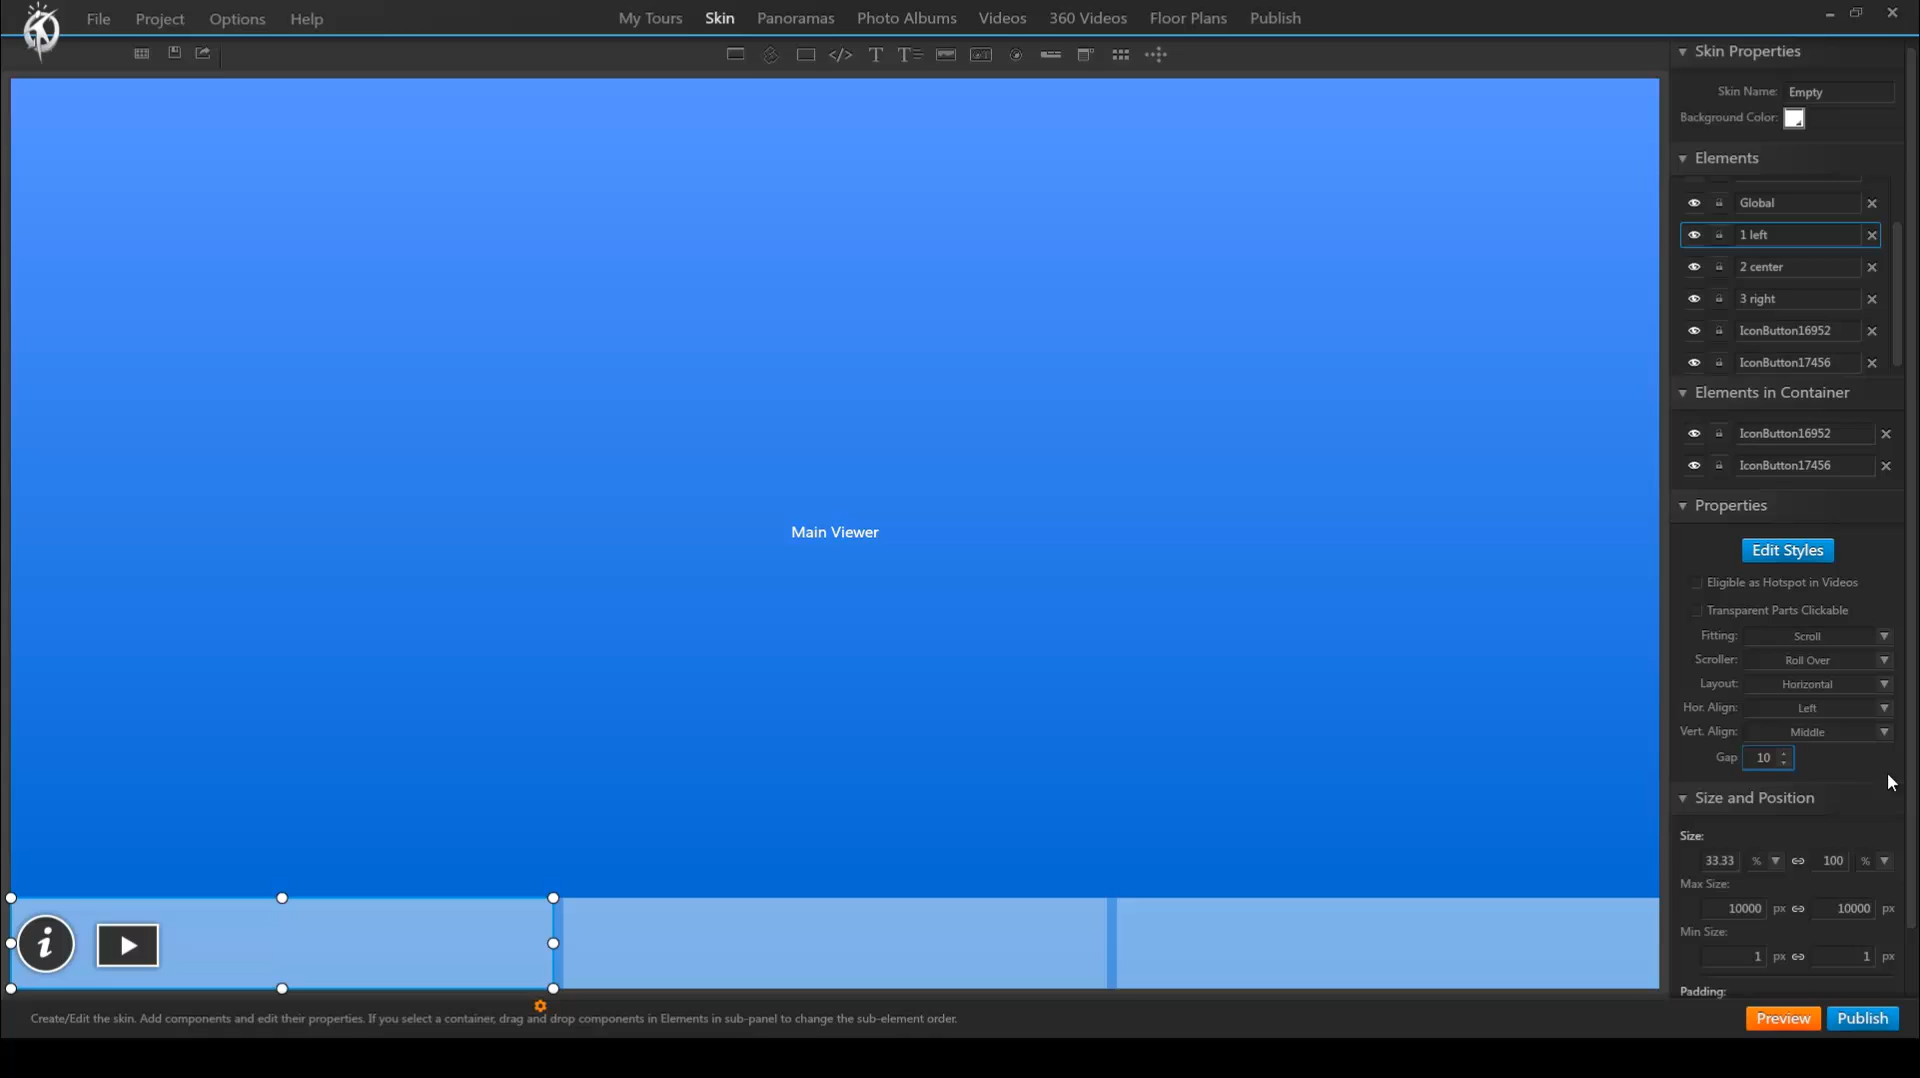 File Project Options Help My Tours Skin Panoramas Photo Albums Videos 360 Videos Floor Plans Publish
Skin Properties
Skin Name: Empty
Background Color:
Elements
Global
1 left
2 center
3 right
IconButton16952
IconButton17456
Elements in Container
IconButton16952
IconButton17456
Properties
Edit Styles
Eligible as Hotspot in Videos
Transparent Parts Clickable
Fitting: Scroll
Scroller: Roll Over
Layout: Horizontal
Hor. Align: Left
Vert. Align: Middle
Gap 10
Main Viewer
Size and Position
Size:
33.33 % 100 %
Max Size:
10000 px 10000 px
Min Size:
1 px 1 px
Padding:
i
Create/Edit the skin. Add components and edit their properties. If you select a container, drag and drop components in Elements in sub-panel to change the sub-element order.
Preview Publish